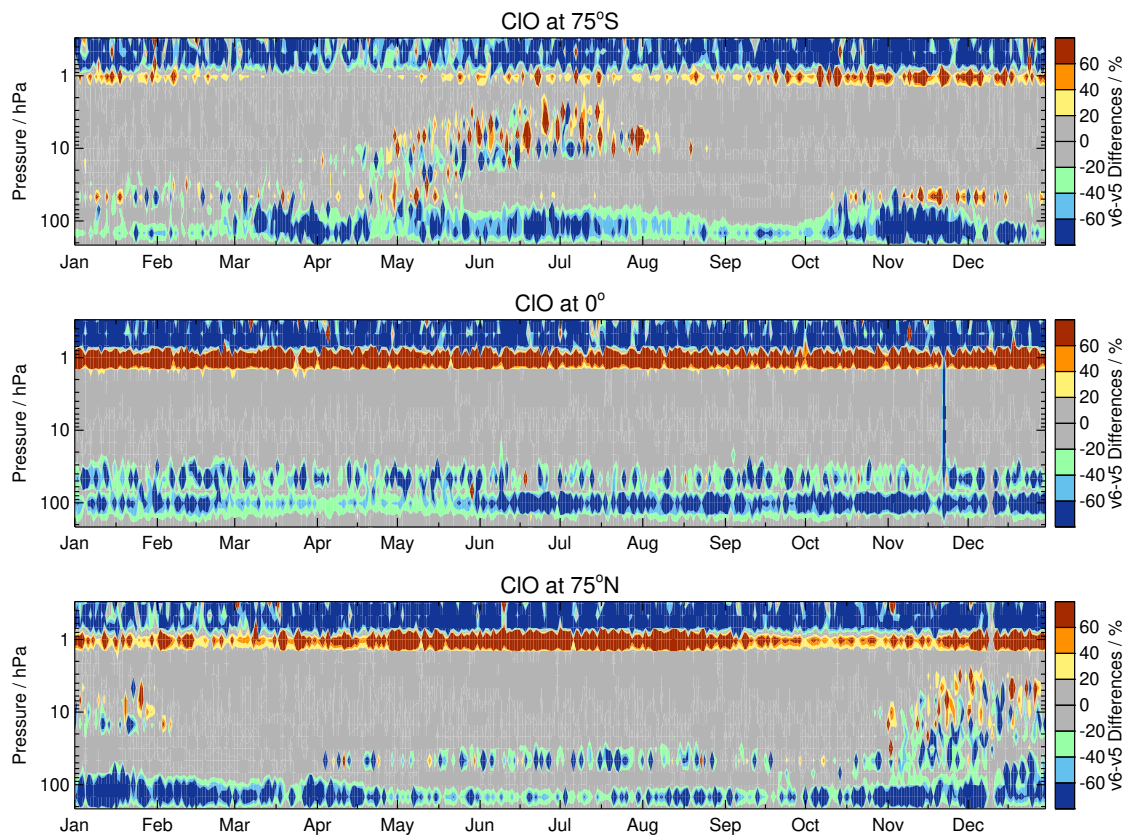 ClO at 75°S
Pressure / hPa
1
10
100
Jan Feb Mar Apr May Jun Jul Aug Sep Oct Nov Dec
60
40
20
0
-20
-40
-60
v6-v5 Differences / %
ClO at 0°
Pressure / hPa
1
10
100
Jan Feb Mar Apr May Jun Jul Aug Sep Oct Nov Dec
60
40
20
0
-20
-40
-60
v6-v5 Differences / %
ClO at 75°N
Pressure / hPa
1
10
100
Jan Feb Mar Apr May Jun Jul Aug Sep Oct Nov Dec
60
40
20
0
-20
-40
-60
v6-v5 Differences / %